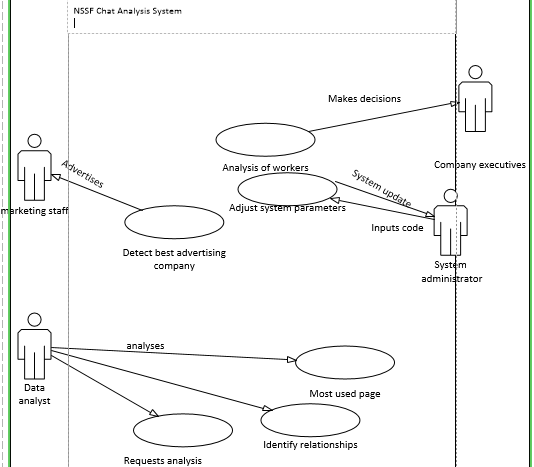 NSSF Chat Analysis System
Makes decisions
Company executives
Analysis of workers
Advertises
System update
marketing staff
Adjust system parameters
Inputs code
Detect best advertising
company
System
administrator
analyses
Data
analyst
Most used page
Identify relationships
Requests analysis